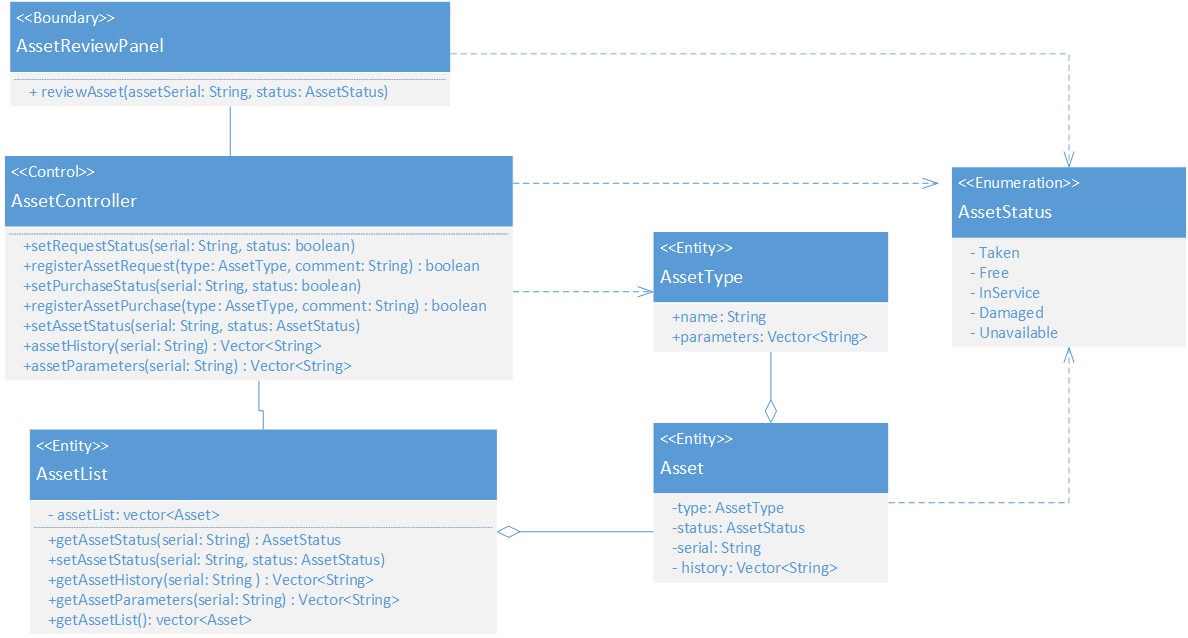 <<Boundary>>
AssetReviewPanel
+ reviewAsset(assetSerial: String, status: AssetStatus)
<<Control>>
AssetController
+setRequestStatus(serial: String, status: boolean)
+registerAssetRequest(type: AssetType, comment: String) : boolean
+setPurchaseStatus(serial: String, status: boolean)
+registerAssetPurchase(type: AssetType, comment: String) : boolean
+setAssetStatus(serial: String, status: AssetStatus)
+assetHistory(serial: String) : Vector<String>
+assetParameters(serial: String) : Vector<String>
<<Enumeration>>
AssetStatus
- Taken
- Free
- InService
- Damaged
- Unavailable
<<Entity>>
AssetType
+name: String
+parameters: Vector<String>
<<Entity>>
AssetList
- assetList: vector<Asset>
+getAssetStatus(serial: String) : AssetStatus
+setAssetStatus(serial: String, status: AssetStatus)
+getAssetHistory(serial: String ) : Vector<String>
+getAssetParameters(serial: String) : Vector<String>
+getAssetList(): vector<Asset>
<<Entity>>
Asset
-type: AssetType
-status: AssetStatus
-serial: String
- history: Vector<String>